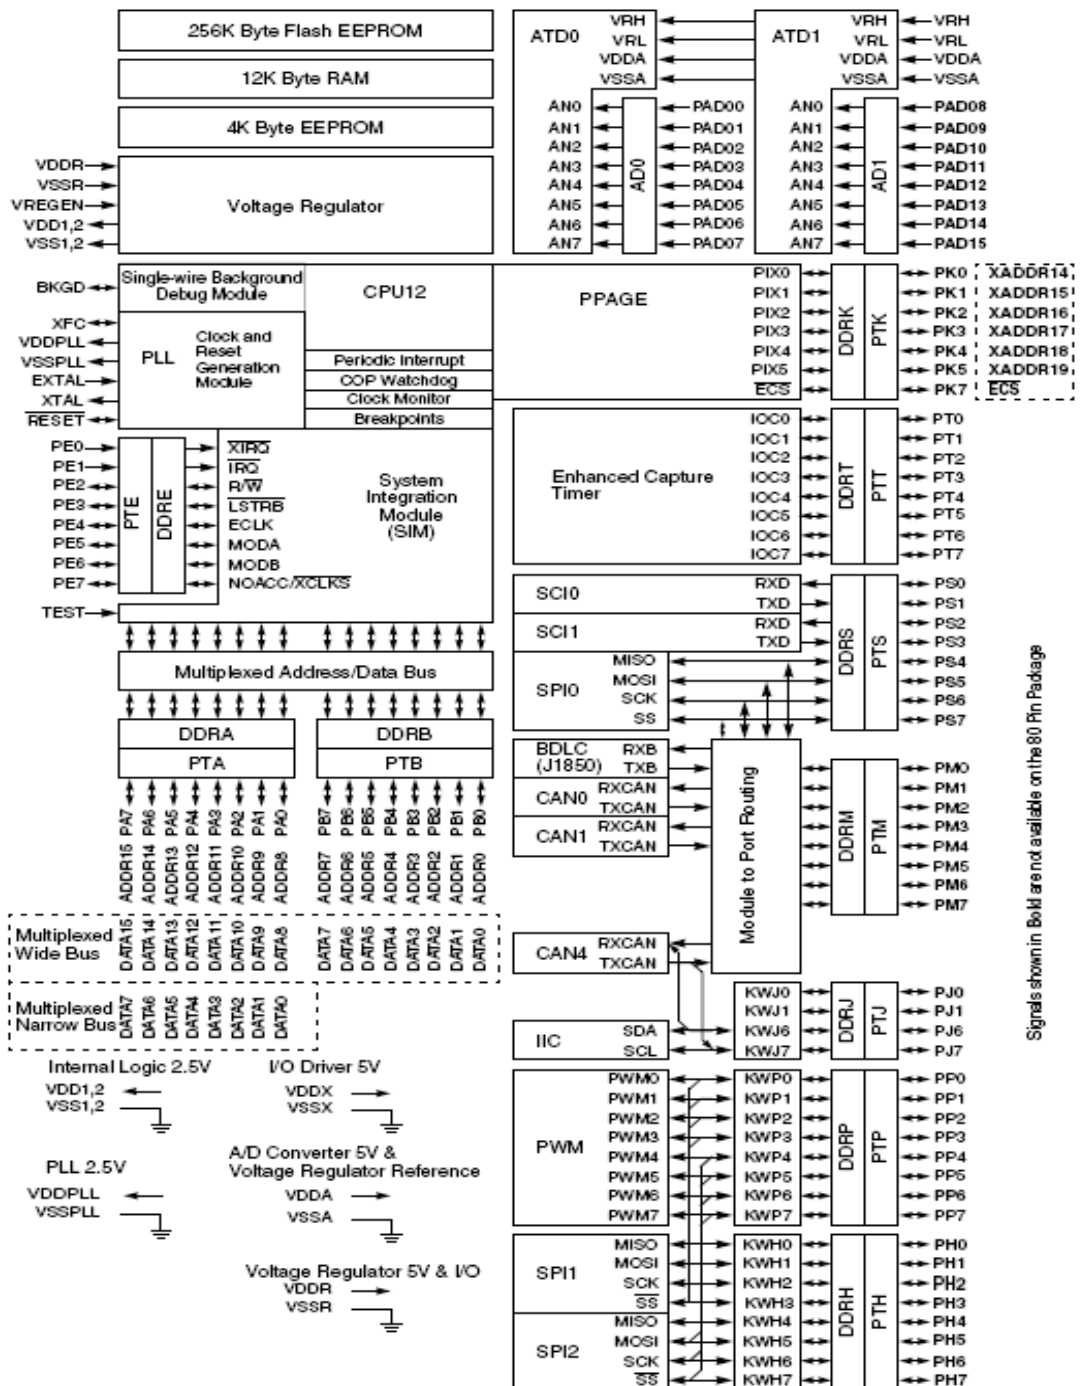 256K Byte Flash EEPROM
12K Byte RAM
4K Byte EEPROM
VDDR
VSSR
VREGEN
VDD1,2
VSS1,2
Voltage Regulator
ATD0
VRH
VRL
VDDA
VSSA
AN0
AN1
AN2
AN3
AN4
AN5
AN6
AN7
AD0
PAD00
PAD01
PAD02
PAD03
PAD04
PAD05
PAD06
PAD07
ATD1
VRH
VRL
VDDA
VSSA
VRH
VRL
VDDA
VSSA
AN0
AN1
AN2
AN3
AN4
AN5
AN6
AN7
AD1
PAD08
PAD09
PAD10
PAD11
PAD12
PAD13
PAD14
PAD15
BKGD
XFC
VDDPLL
VSSPLL
EXTAL
XTAL
RESET
Single-wire Background
Debug Module
CPU12
PLL
Clock and
Reset
Generation
Module
Periodic Interrupt
COP Watchdog
Clock Monitor
Breakpoints
PPAGE
PIX0
PIX1
PIX2
PIX3
PIX4
PIX5
ECS
DDRK
PTK
PK0
PK1
PK2
PK3
PK4
PK5
PK7
XADDR14
XADDR15
XADDR16
XADDR17
XADDR18
XADDR19
ECS
PE0
PE1
PE2
PE3
PE4
PE5
PE6
PE7
TEST
PTE
DDRE
XIRQ
IRQ
R/W
LSTRB
ECLK
MODA
MODB
NOACC/XCLKS
System
Integration
Module
(SIM)
Enhanced Capture
Timer
IOC0
IOC1
IOC2
IOC3
IOC4
IOC5
IOC6
IOC7
DDRT
PTT
PT0
PT1
PT2
PT3
PT4
PT5
PT6
PT7
SCI0
RXD
TXD
SCI1
RXD
TXD
SPI0
MISO
MOSI
SCK
SS
DDRS
PTS
PS0
PS1
PS2
PS3
PS4
PS5
PS6
PS7
Multiplexed Address/Data Bus
DDRA
PTA
DDRB
PTB
PA7
PA6
PA5
PA4
PA3
PA2
PA1
PA0
PB7
PB6
PB5
PB4
PB3
PB2
PB1
PB0
ADDR15
ADDR14
ADDR13
ADDR12
ADDR11
ADDR10
ADDR9
ADDR8
ADDR7
ADDR6
ADDR5
ADDR4
ADDR3
ADDR2
ADDR1
ADDR0
Multiplexed
Wide Bus
DATA15
DATA14
DATA13
DATA12
DATA11
DATA10
DATA9
DATA8
DATA7
DATA6
DATA5
DATA4
DATA3
DATA2
DATA1
DATA0
Multiplexed
Narrow Bus
DATA7
DATA6
DATA5
DATA4
DATA3
DATA2
DATA1
DATA0
BDLC
(J1850)
RXB
TXB
CAN0
RXCAN
TXCAN
CAN1
RXCAN
TXCAN
CAN4
RXCAN
TXCAN
Module to Port Routing
DDRM
PTM
PM0
PM1
PM2
PM3
PM4
PM5
PM6
PM7
IIC
SDA
SCL
KWJ0
KWJ1
KWJ6
KWJ7
DDRJ
PTJ
PJ0
PJ1
PJ6
PJ7
PWM
PWM0
PWM1
PWM2
PWM3
PWM4
PWM5
PWM6
PWM7
KWP0
KWP1
KWP2
KWP3
KWP4
KWP5
KWP6
KWP7
DDRP
PTP
PP0
PP1
PP2
PP3
PP4
PP5
PP6
PP7
SPI1
MISO
MOSI
SCK
SS
SPI2
MISO
MOSI
SCK
SS
KWH0
KWH1
KWH2
KWH3
KWH4
KWH5
KWH6
KWH7
DDRH
PTH
PH0
PH1
PH2
PH3
PH4
PH5
PH6
PH7
Internal Logic 2.5V
VDD1,2
VSS1,2
I/O Driver 5V
VDDX
VSSX
PLL 2.5V
VDDPLL
VSSPLL
A/D Converter 5V &
Voltage Regulator Reference
VDDA
VSSA
Voltage Regulator 5V & I/O
VDDR
VSSR
Signals shown in Bold are not available on the 80 Pin Package